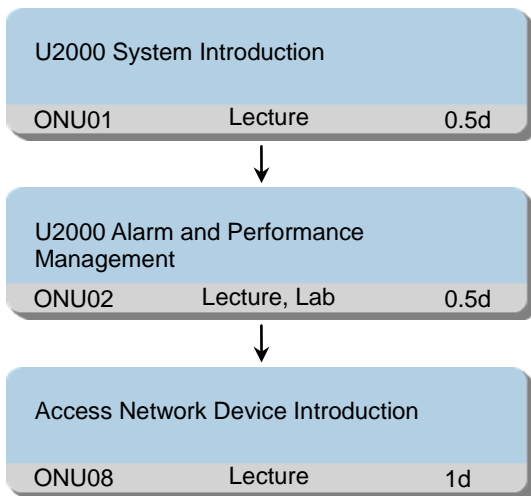 U2000 System Introduction
ONU01 Lecture 0.5d
U2000 Alarm and Performance
Management
ONU02 Lecture, Lab 0.5d
Access Network Device Introduction
ONU08 Lecture 1d